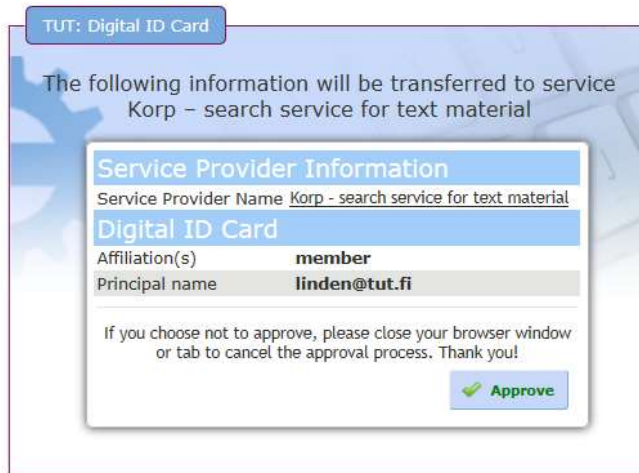 TUT: Digital ID Card
The following information will be transferred to service
Korp – search service for text material
Service Provider Information
Service Provider Name Korp - search service for text material
Digital ID Card
Affiliation(s) member
Principal name linden@tut.fi
If you choose not to approve, please close your browser window
or tab to cancel the approval process. Thank you!
Approve